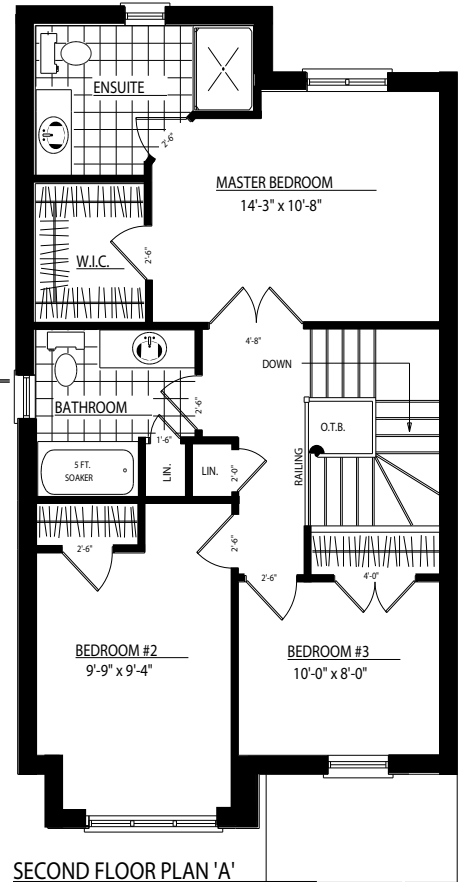 ENSUITE
2'-6"
MASTER BEDROOM
14'-3" x 10'-8"
W.I.C.
2'-6"
4'-8"
DOWN
BATHROOM
2'-6"
1'-6"
O.T.B.
RAILING
5 FT.
SOAKER
LIN.
LIN.
2'-0"
2'-6"
2'-6"
2'-6"
4'-0"
BEDROOM #2
9'-9" x 9'-4"
BEDROOM #3
10'-0" x 8'-0"
SECOND FLOOR PLAN 'A'